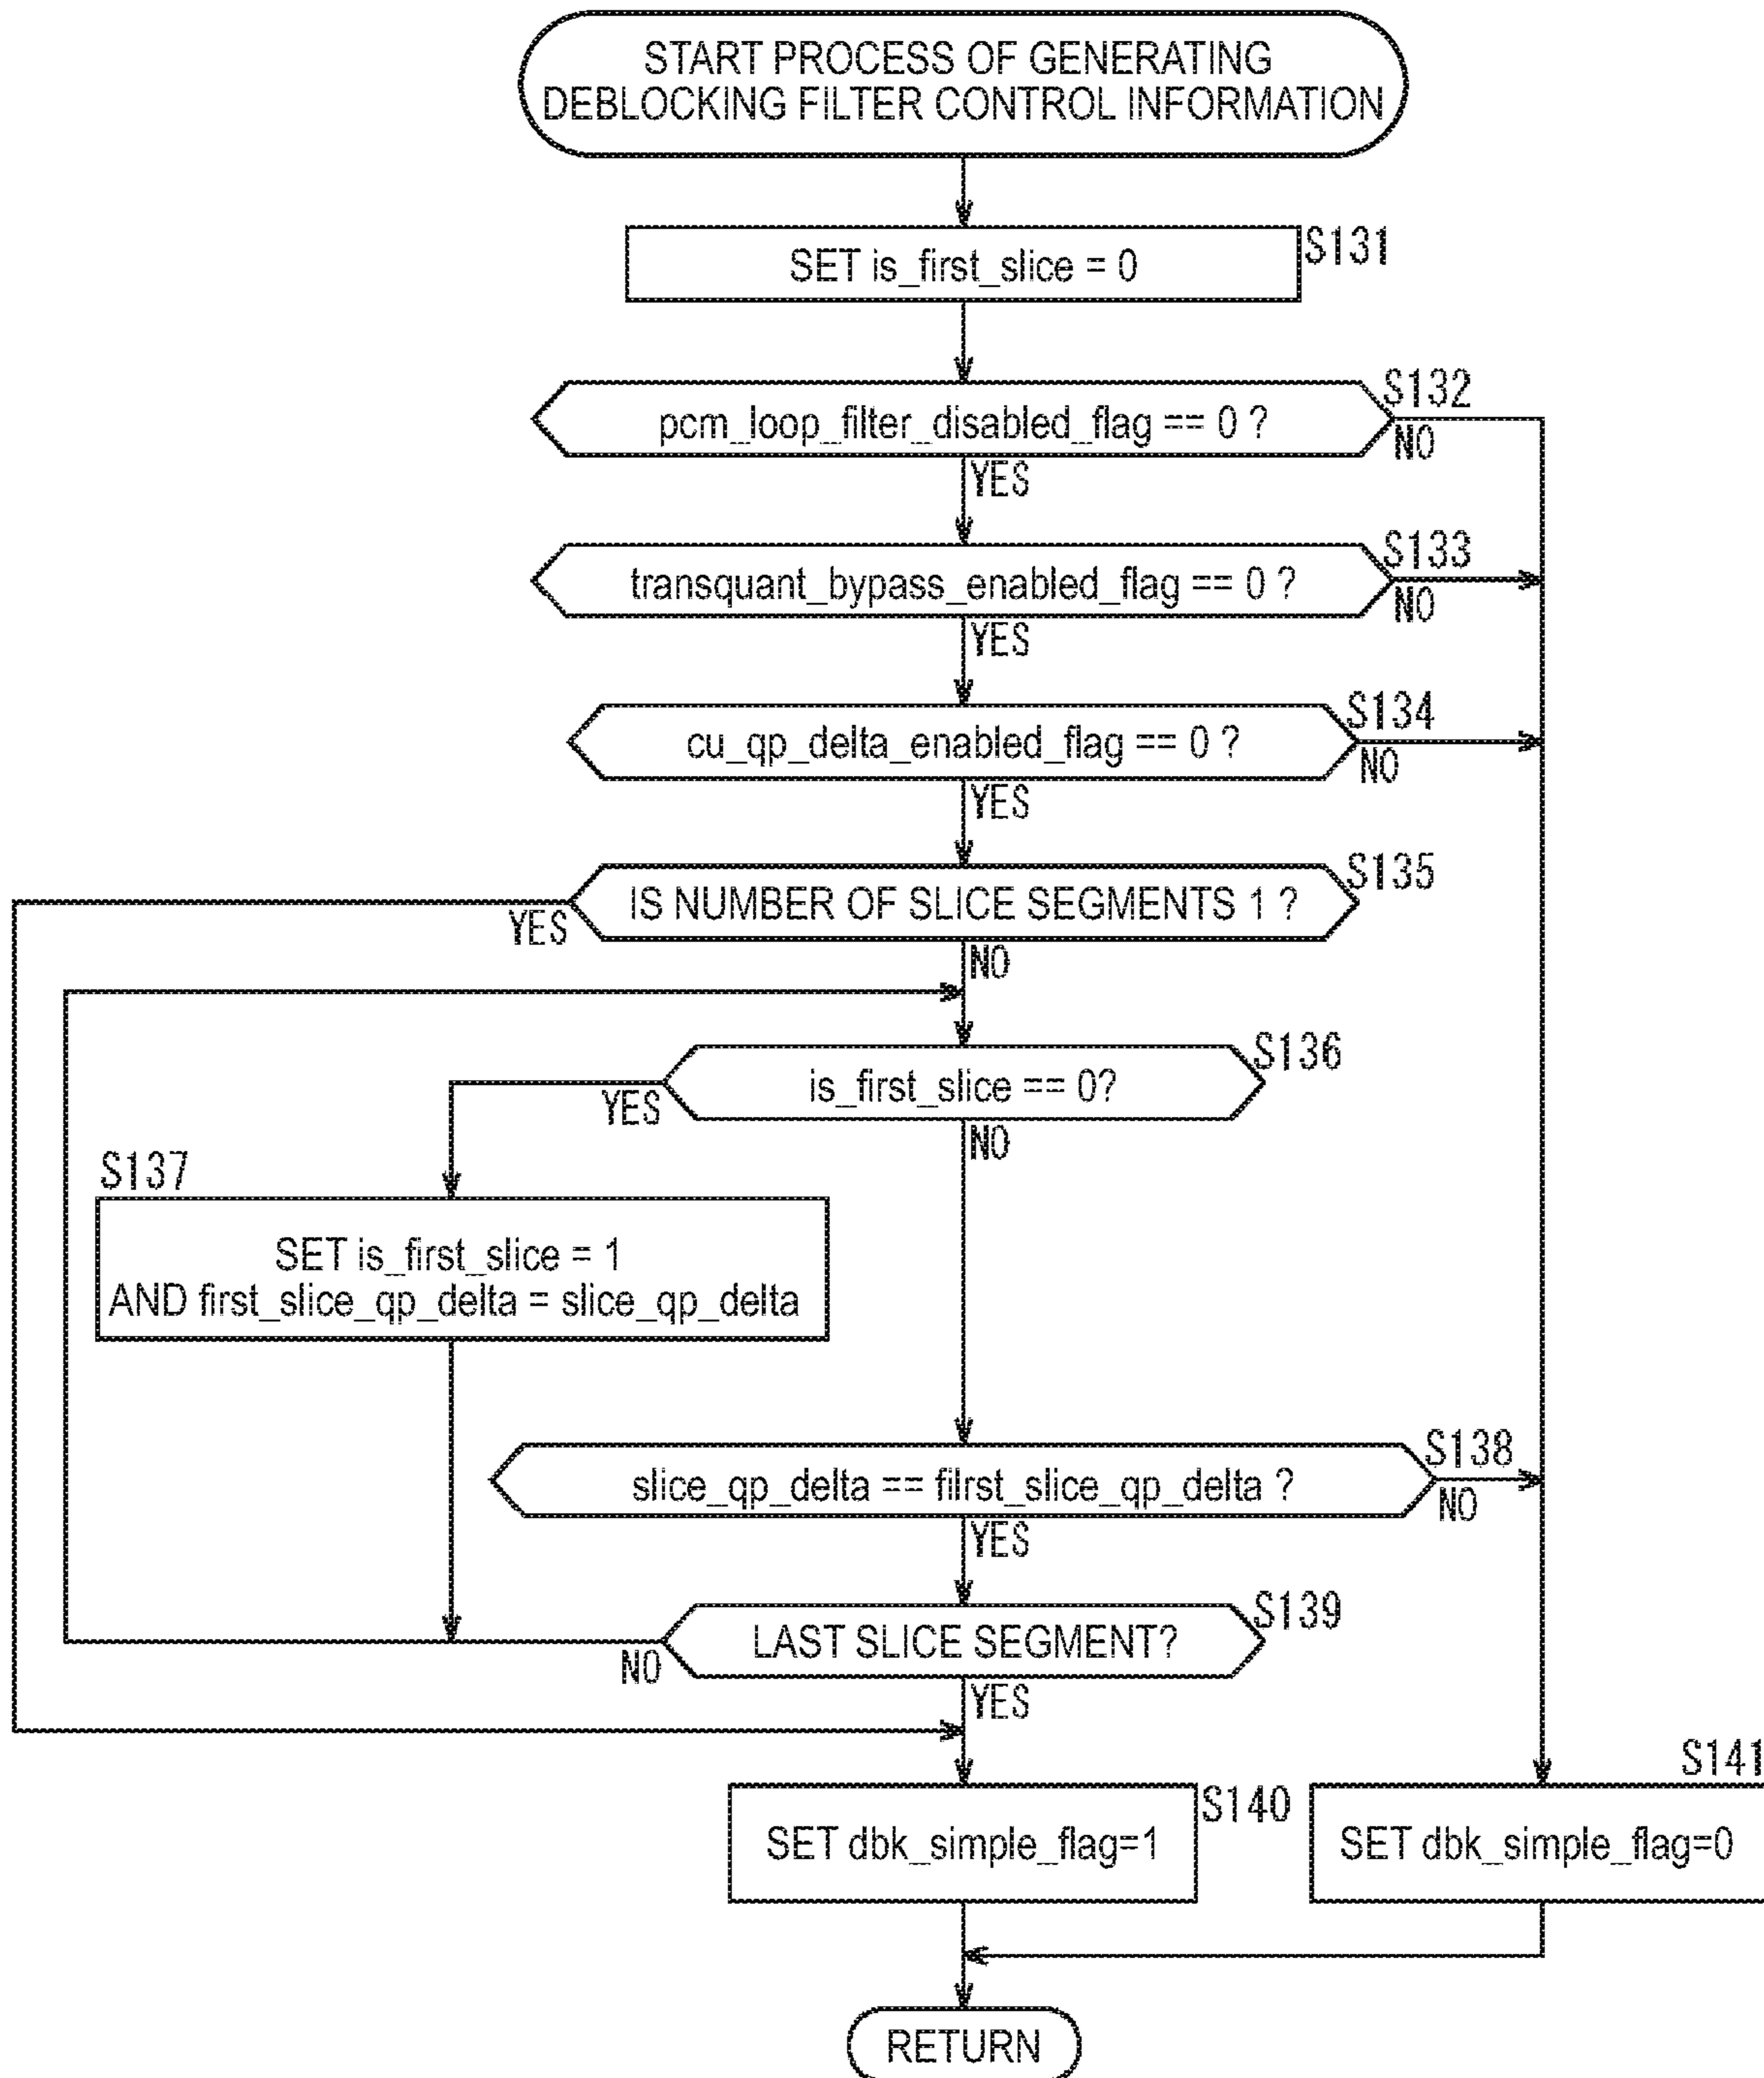 START PROCESS OF GENERATING
DEBLOCKING FILTER CONTROL INFORMATION
S131
SET is_first_slice = 0
S132
pcm_loop_filter_disabled_flag == 0 ?
NO
YES
S133
transquant_bypass_enabled_flag == 0 ?
NO
YES
S134
cu_qp_delta_enabled_flag == 0 ?
NO
YES
S135
IS NUMBER OF SLICE SEGMENTS 1 ?
YES
NO
S136
is_first_slice == 0?
YES
NO
S137
SET is_first_slice = 1
AND first_slice_qp_delta = slice_qp_delta
S138
slice_qp_delta == filrst_slice_qp_delta ?
NO
YES
S139
LAST SLICE SEGMENT?
NO
YES
S140
SET dbk_simple_flag=1
S141
SET dbk_simple_flag=0
RETURN